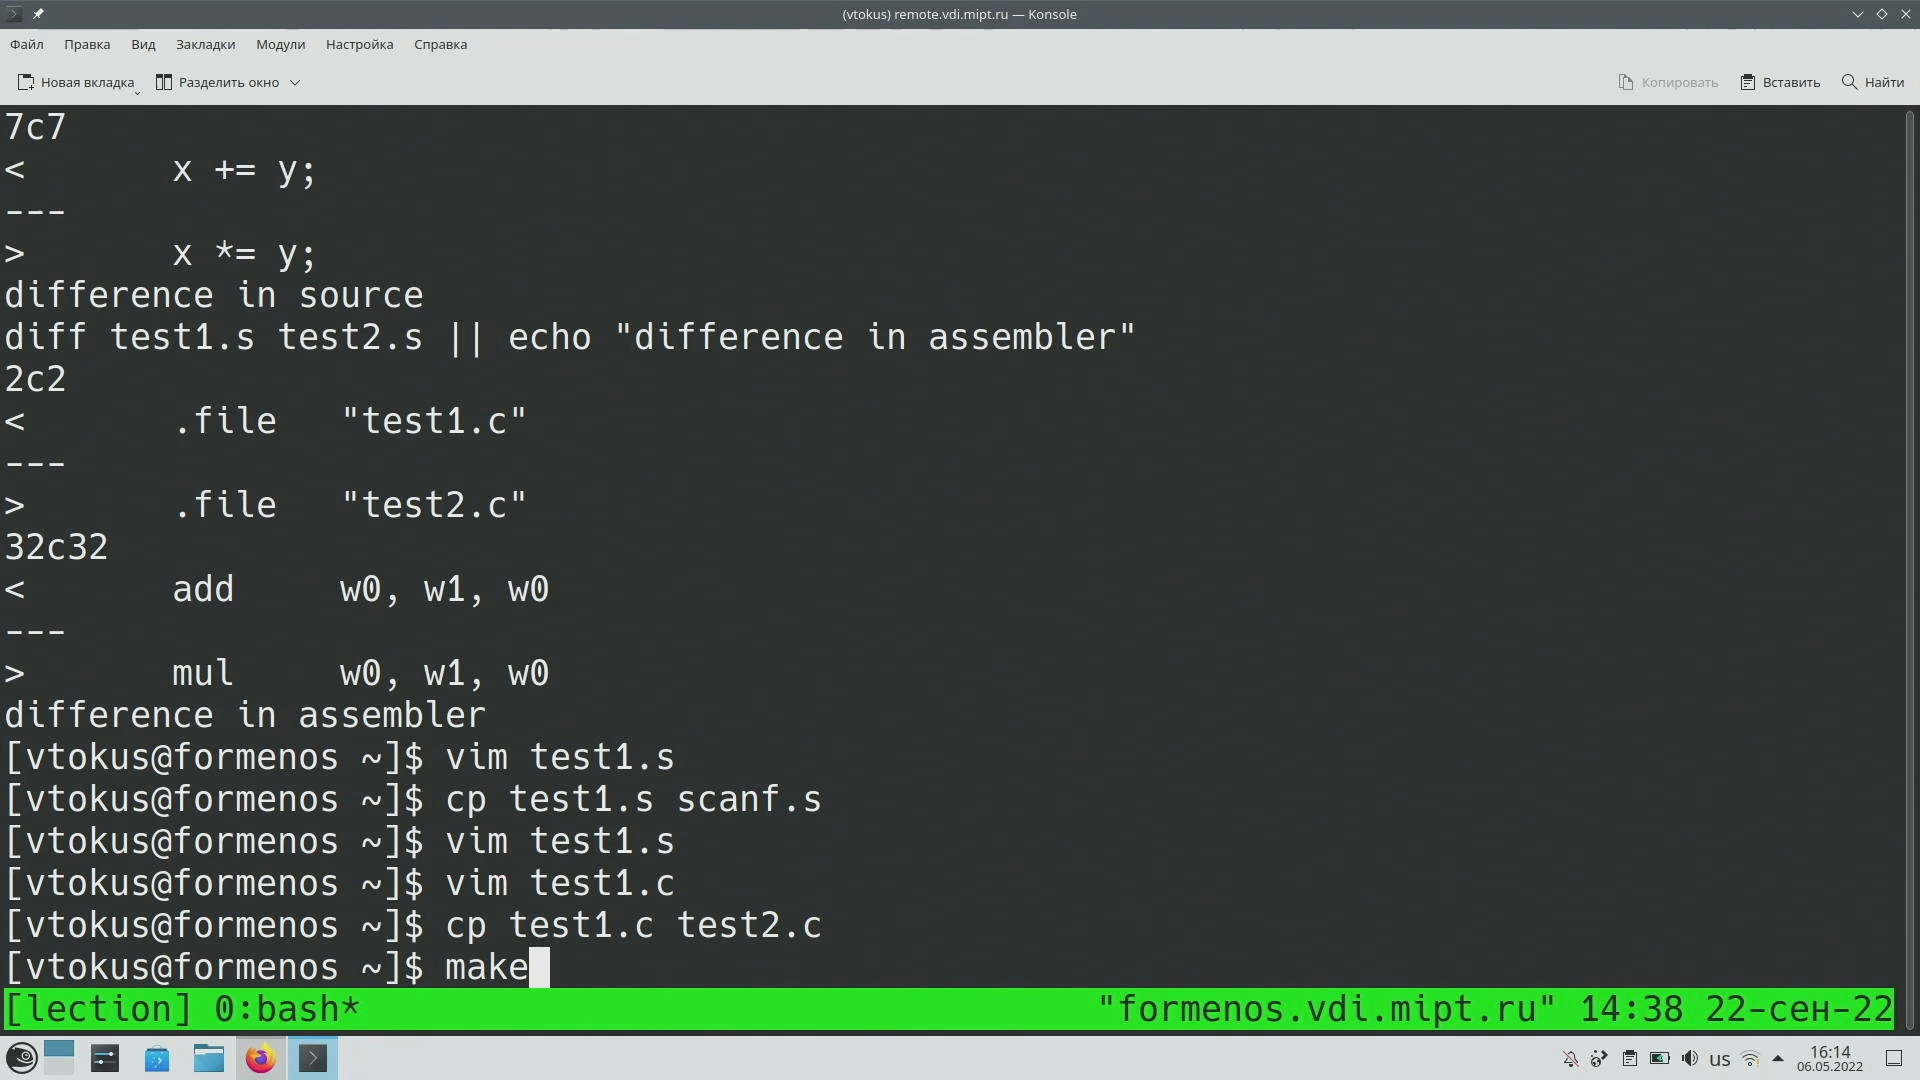 (vtokus) remote.vdi.mipt.ru — Konsole
Файл Правка Вид Закладки Модули Настройка Справка
Новая вкладка Разделить окно Копировать Вставить Найти
7c7
<       x += y;
---
>       x *= y;
difference in source
diff test1.s test2.s || echo "difference in assembler"
2c2
<       .file   "test1.c"
---
>       .file   "test2.c"
32c32
<       add     w0, w1, w0
---
>       mul     w0, w1, w0
difference in assembler
[vtokus@formenos ~]$ vim test1.s
[vtokus@formenos ~]$ cp test1.s scanf.s
[vtokus@formenos ~]$ vim test1.s
[vtokus@formenos ~]$ vim test1.c
[vtokus@formenos ~]$ cp test1.c test2.c
[vtokus@formenos ~]$ make
[lection] 0:bash* "formenos.vdi.mipt.ru" 14:38 22-сен-22
us 16:14
06.05.2022